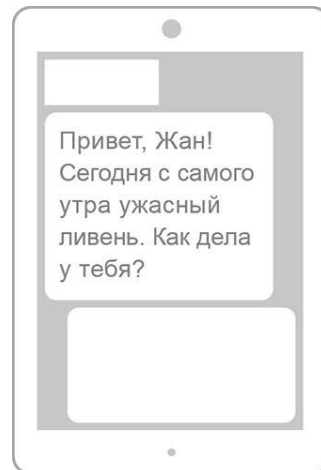 Привет, Жан!
Сегодня с самого
утра ужасный
ливень. Как дела
у тебя?